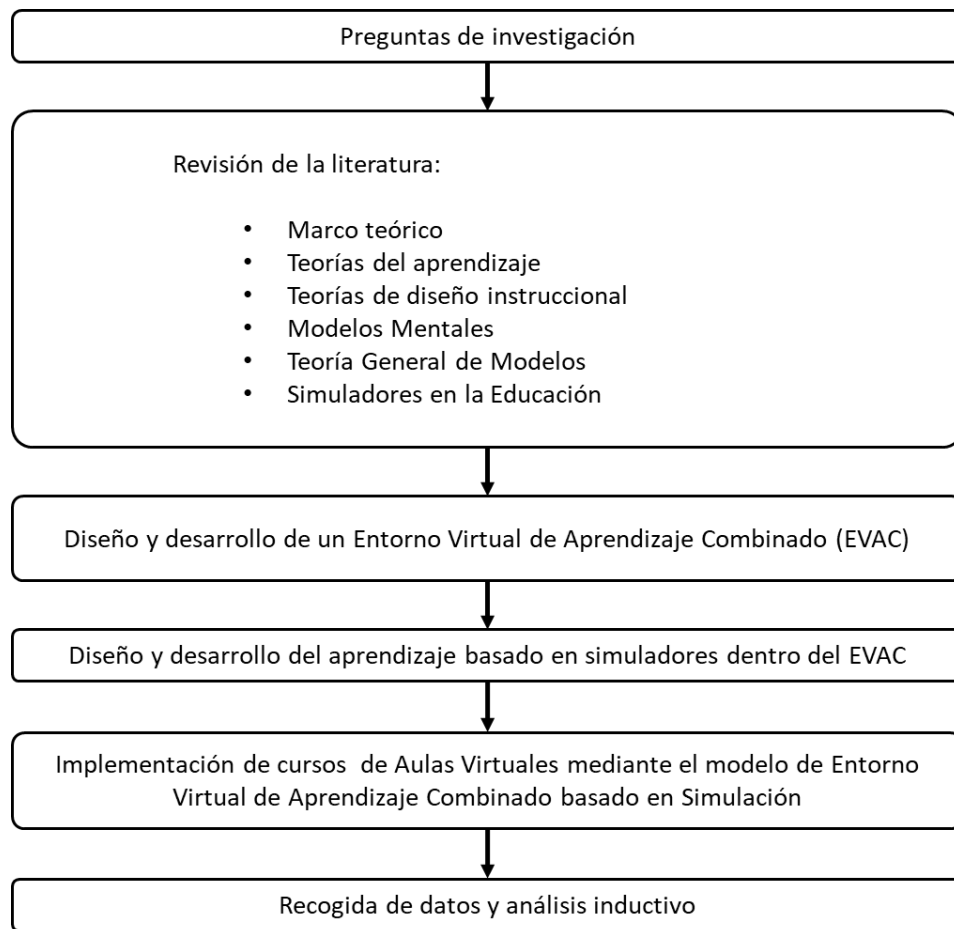 Preguntas de investigación
Revisión de la literatura:
• Marco teórico
• Teorías del aprendizaje
• Teorías de diseño instruccional
• Modelos Mentales
• Teoría General de Modelos
• Simuladores en la Educación
Diseño y desarrollo de un Entorno Virtual de Aprendizaje Combinado (EVAC)
Diseño y desarrollo del aprendizaje basado en simuladores dentro del EVAC
Implementación de cursos de Aulas Virtuales mediante el modelo de Entorno
Virtual de Aprendizaje Combinado basado en Simulación
Recogida de datos y análisis inductivo